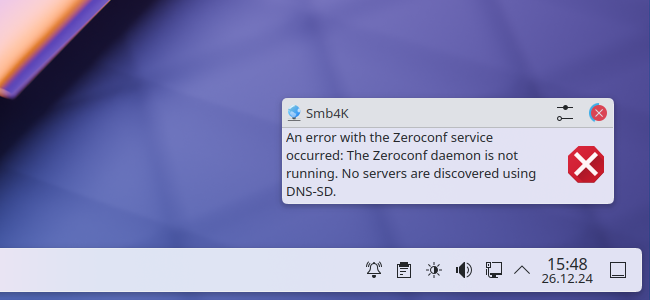 Smb4K
An error with the Zeroconf service
occurred: The Zeroconf daemon is not
running. No servers are discovered using
DNS-SD.
15:48
26.12.24